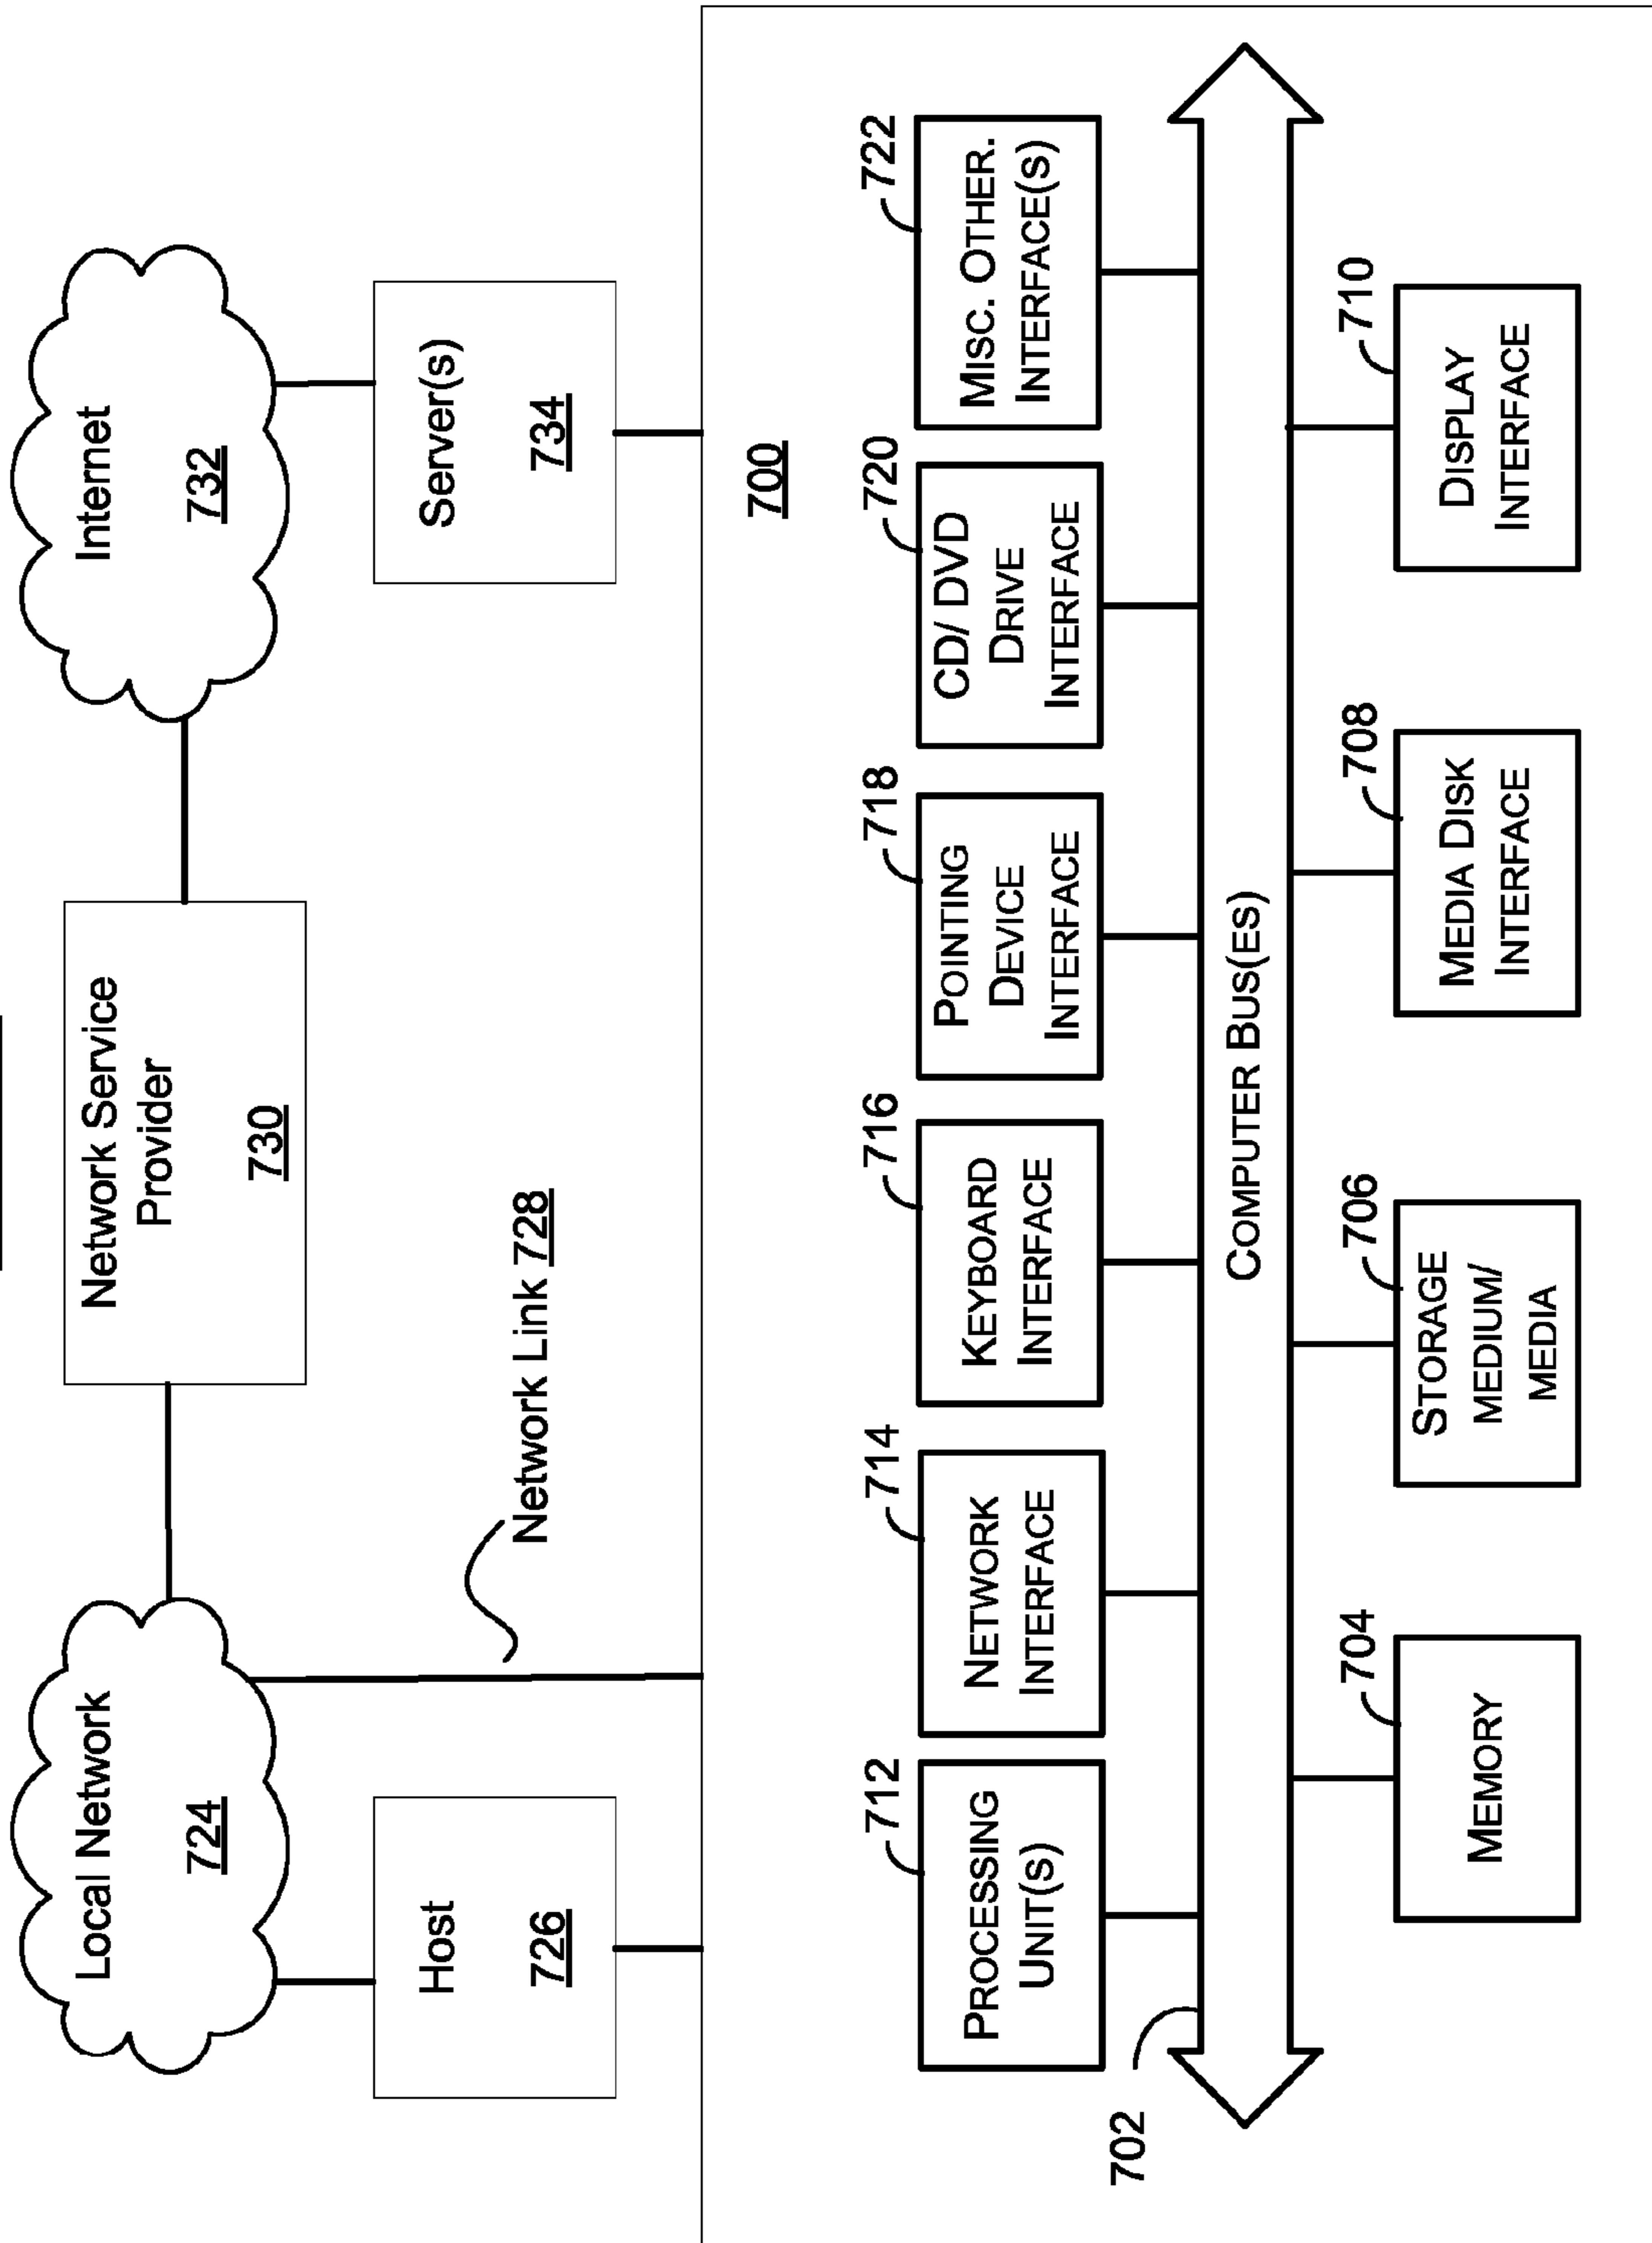 Local Network
724
Network Service
Provider
730
Internet
732
Host
726
Network Link 728
Server(s)
734
700
712
PROCESSING
UNIT(S)
714
NETWORK
INTERFACE
716
KEYBOARD
INTERFACE
718
POINTING
DEVICE
INTERFACE
720
CD/ DVD
DRIVE
INTERFACE
722
MISC. OTHER.
INTERFACE(S)
702
COMPUTER BUS(ES)
704
MEMORY
706
STORAGE
MEDIUM/
MEDIA
708
MEDIA DISK
INTERFACE
710
DISPLAY
INTERFACE